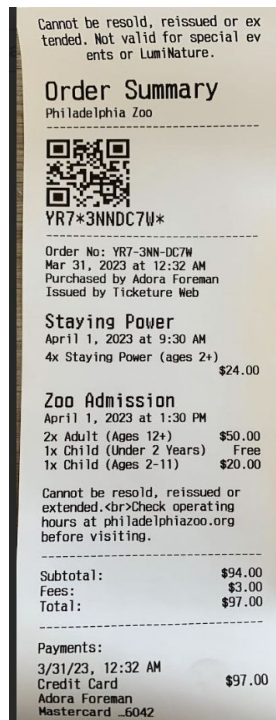 Cannot be resold, reissued or ex
tended. Not valid for special ev
ents or LumiNature.
Order Summary
Philadelphia Zoo
YR7*3NNDC7W*
Order No: YR7-3NN-DC7W
Mar 31, 2023 at 12:32 AM
Purchased by Adora Foreman
Issued by Ticketure Web
Staying Power
April 1, 2023 at 9:30 AM
4x Staying Power (ages 2+)
$24.00
Zoo Admission
April 1, 2023 at 1:30 PM
2x Adult (Ages 12+) $50.00
1x Child (Under 2 Years) Free
1x Child (Ages 2-11) $20.00
Cannot be resold, reissued or
extended.<br>Check operating
hours at philadelphiazoo.org
before visiting.
Subtotal: $94.00
Fees: $3.00
Total: $97.00
Payments:
3/31/23, 12:32 AM
Credit Card $97.00
Adora Foreman
Mastercard …6042